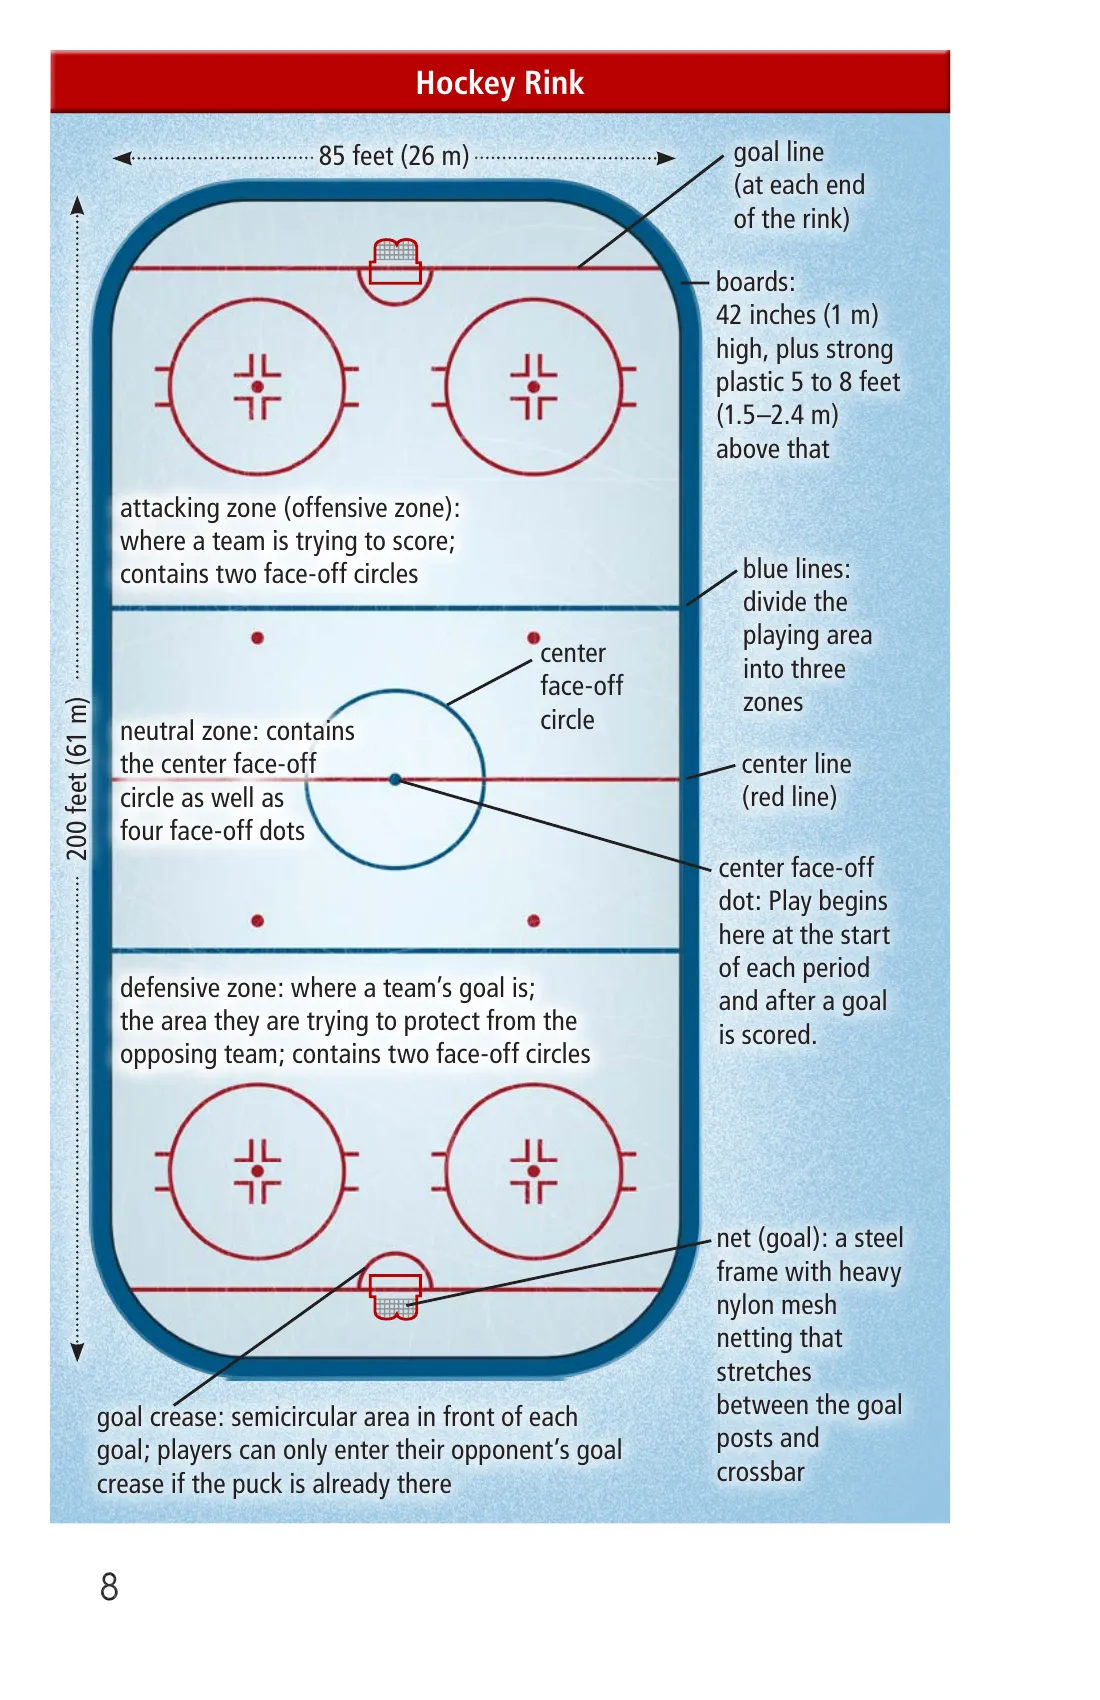 Hockey Rink
85 feet (26 m)
goal line
(at each end
of the rink)
boards:
42 inches (1 m)
high, plus strong
plastic 5 to 8 feet
(1.5–2.4 m)
above that
attacking zone (offensive zone):
where a team is trying to score;
contains two face-off circles
blue lines:
divide the
playing area
into three
zones
center
face-off
circle
200 feet (61 m)
neutral zone: contains
the center face-off
circle as well as
four face-off dots
center line
(red line)
center face-off
dot: Play begins
here at the start
of each period
and after a goal
is scored.
defensive zone: where a team’s goal is;
the area they are trying to protect from the
opposing team; contains two face-off circles
net (goal): a steel
frame with heavy
nylon mesh
netting that
stretches
between the goal
posts and
crossbar
goal crease: semicircular area in front of each
goal; players can only enter their opponent’s goal
crease if the puck is already there
8